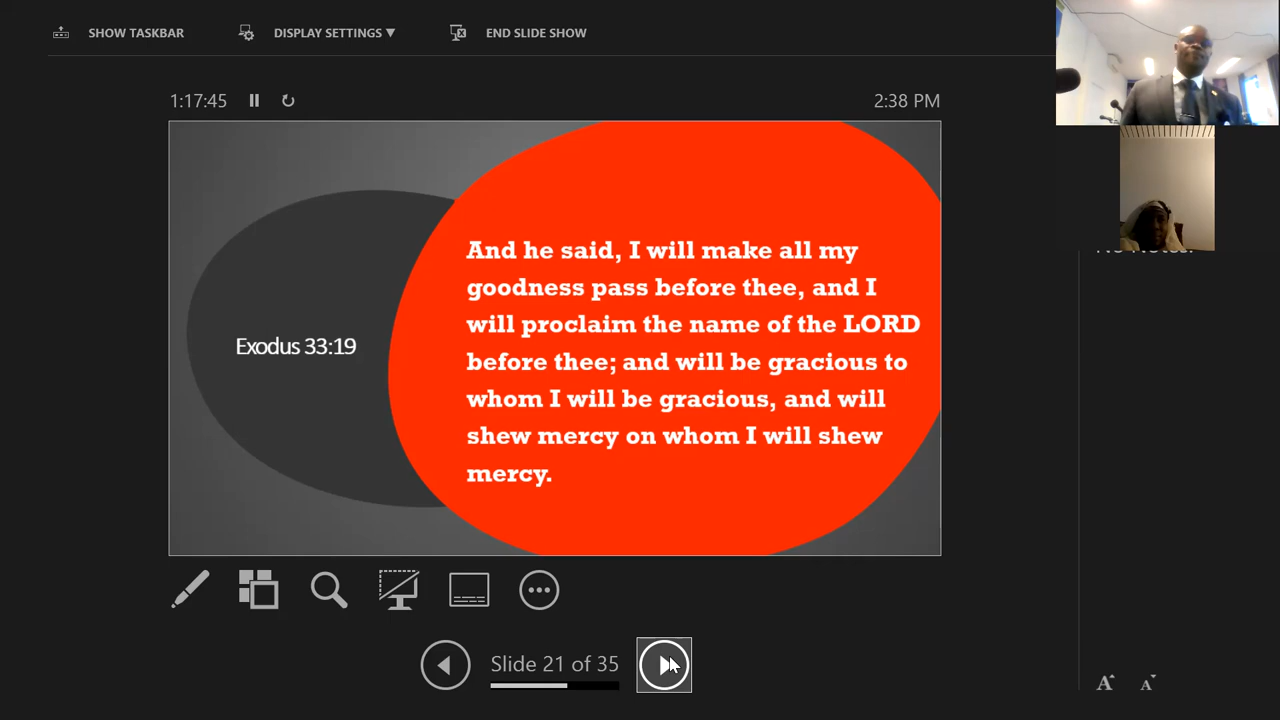 SHOW TASKBAR
DISPLAY SETTINGS ▼
END SLIDE SHOW
1:17:45
2:38 PM
Exodus 33:19
And he said, I will make all my
goodness pass before thee, and I
will proclaim the name of the LORD
before thee; and will be gracious to
whom I will be gracious, and will
shew mercy on whom I will shew
mercy.
Slide 21 of 35
A A